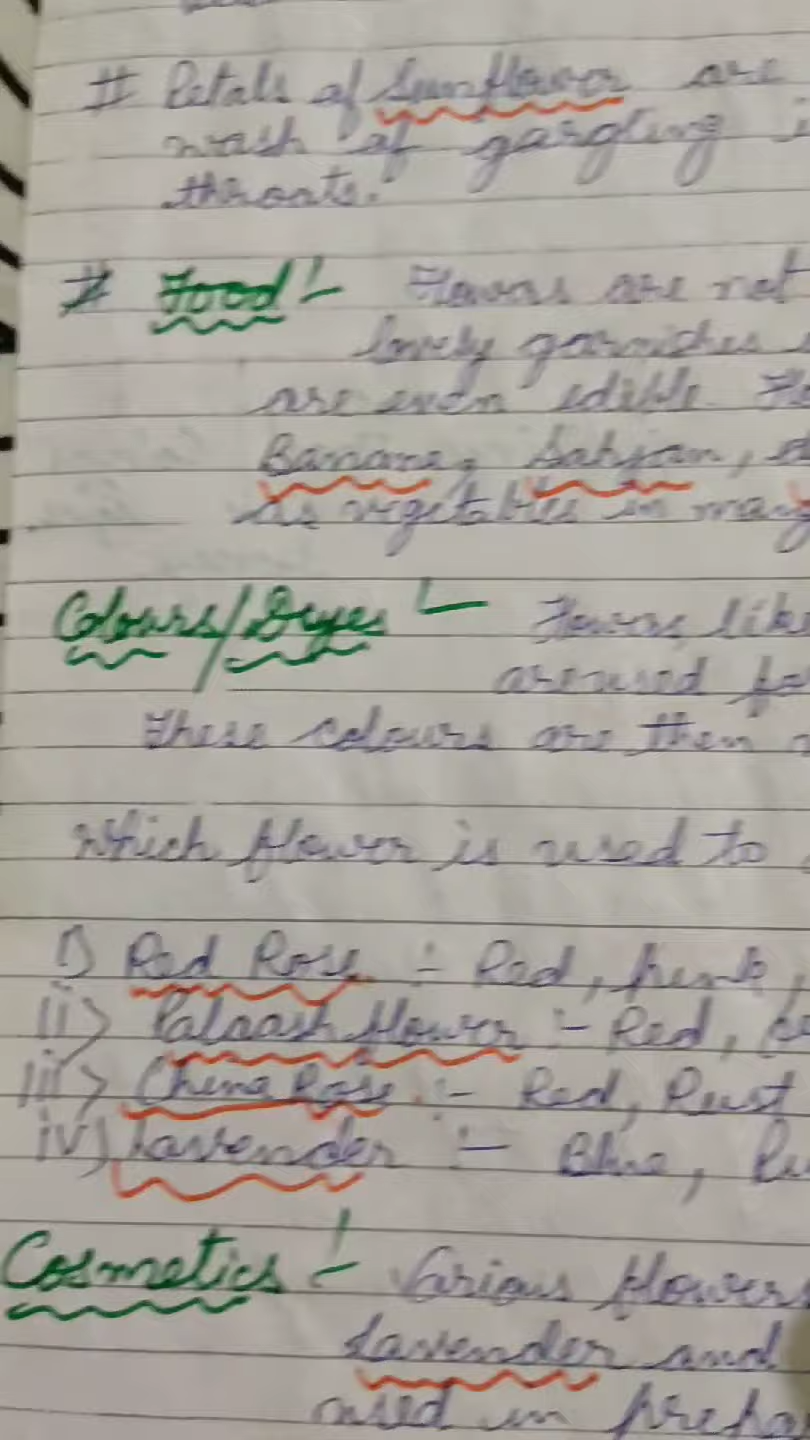 # Petals of Sunflower are
wash of gargling
throats.
# Food :- Flowers are not
lovely garnishes
are even edible.
Banana, Sahjan,
as vegetables in many
Colours/Dyes :- Flowers like
are used
These colours are then
which flower is used to
i) Red Rose :- Red, pink,
ii) Palaash flower :- Red,
iii) China Rose :- Red, Rust
iv) Lavender :- Blue,
Cosmetics :- Various flowers
Lavender and
used in